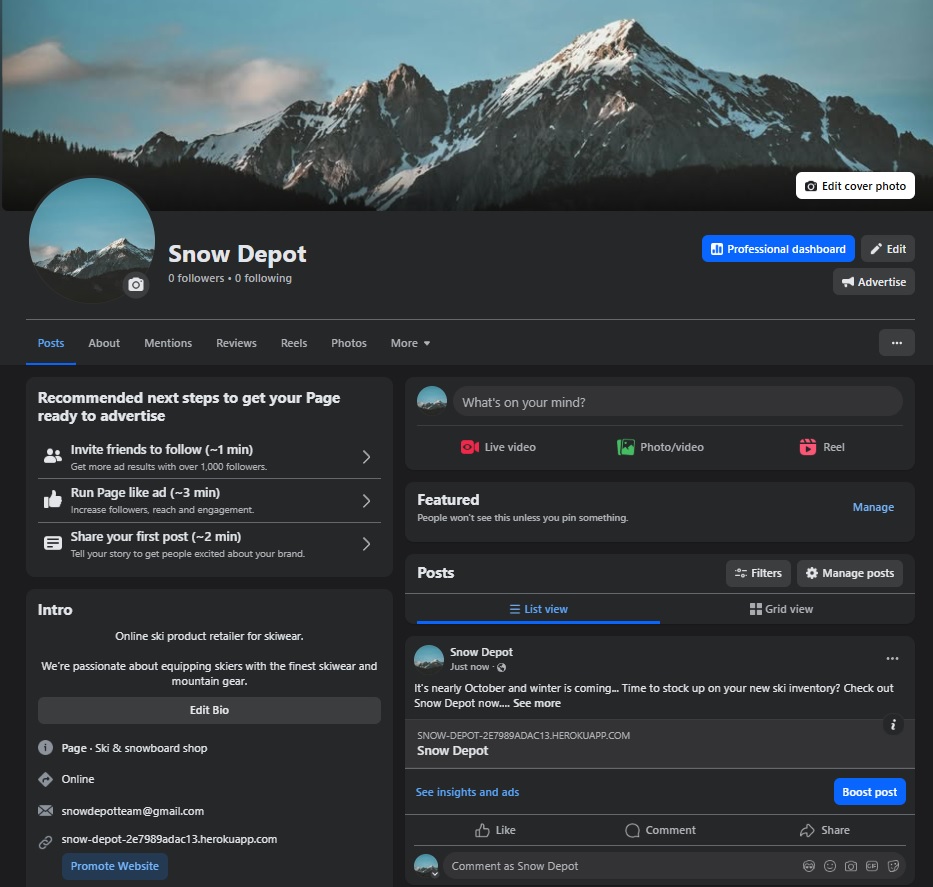 Edit cover photo
Snow Depot
0 followers • 0 following
Professional dashboard
Edit
Advertise
Posts
About
Mentions
Reviews
Reels
Photos
More
Recommended next steps to get your Page
ready to advertise
Invite friends to follow (~1 min)
Get more ad results with over 1,000 followers.
Run Page like ad (~3 min)
Increase followers, reach and engagement.
Share your first post (~2 min)
Tell your story to get people excited about your brand.
Intro
Online ski product retailer for skiwear.
We're passionate about equipping skiers with the finest skiwear and
mountain gear.
Edit Bio
Page · Ski & snowboard shop
Online
snowdepotteam@gmail.com
snow-depot-2e7989adac13.herokuapp.com
Promote Website
What's on your mind?
Live video
Photo/video
Reel
Featured
People won't see this unless you pin something.
Manage
Posts
Filters
Manage posts
List view
Grid view
Snow Depot
Just now ·
It's nearly October and winter is coming... Time to stock up on your new ski inventory? Check out
Snow Depot now.... See more
SNOW-DEPOT-2E7989ADAC13.HEROKUAPP.COM
Snow Depot
See insights and ads
Boost post
Like
Comment
Share
Comment as Snow Depot
GIF